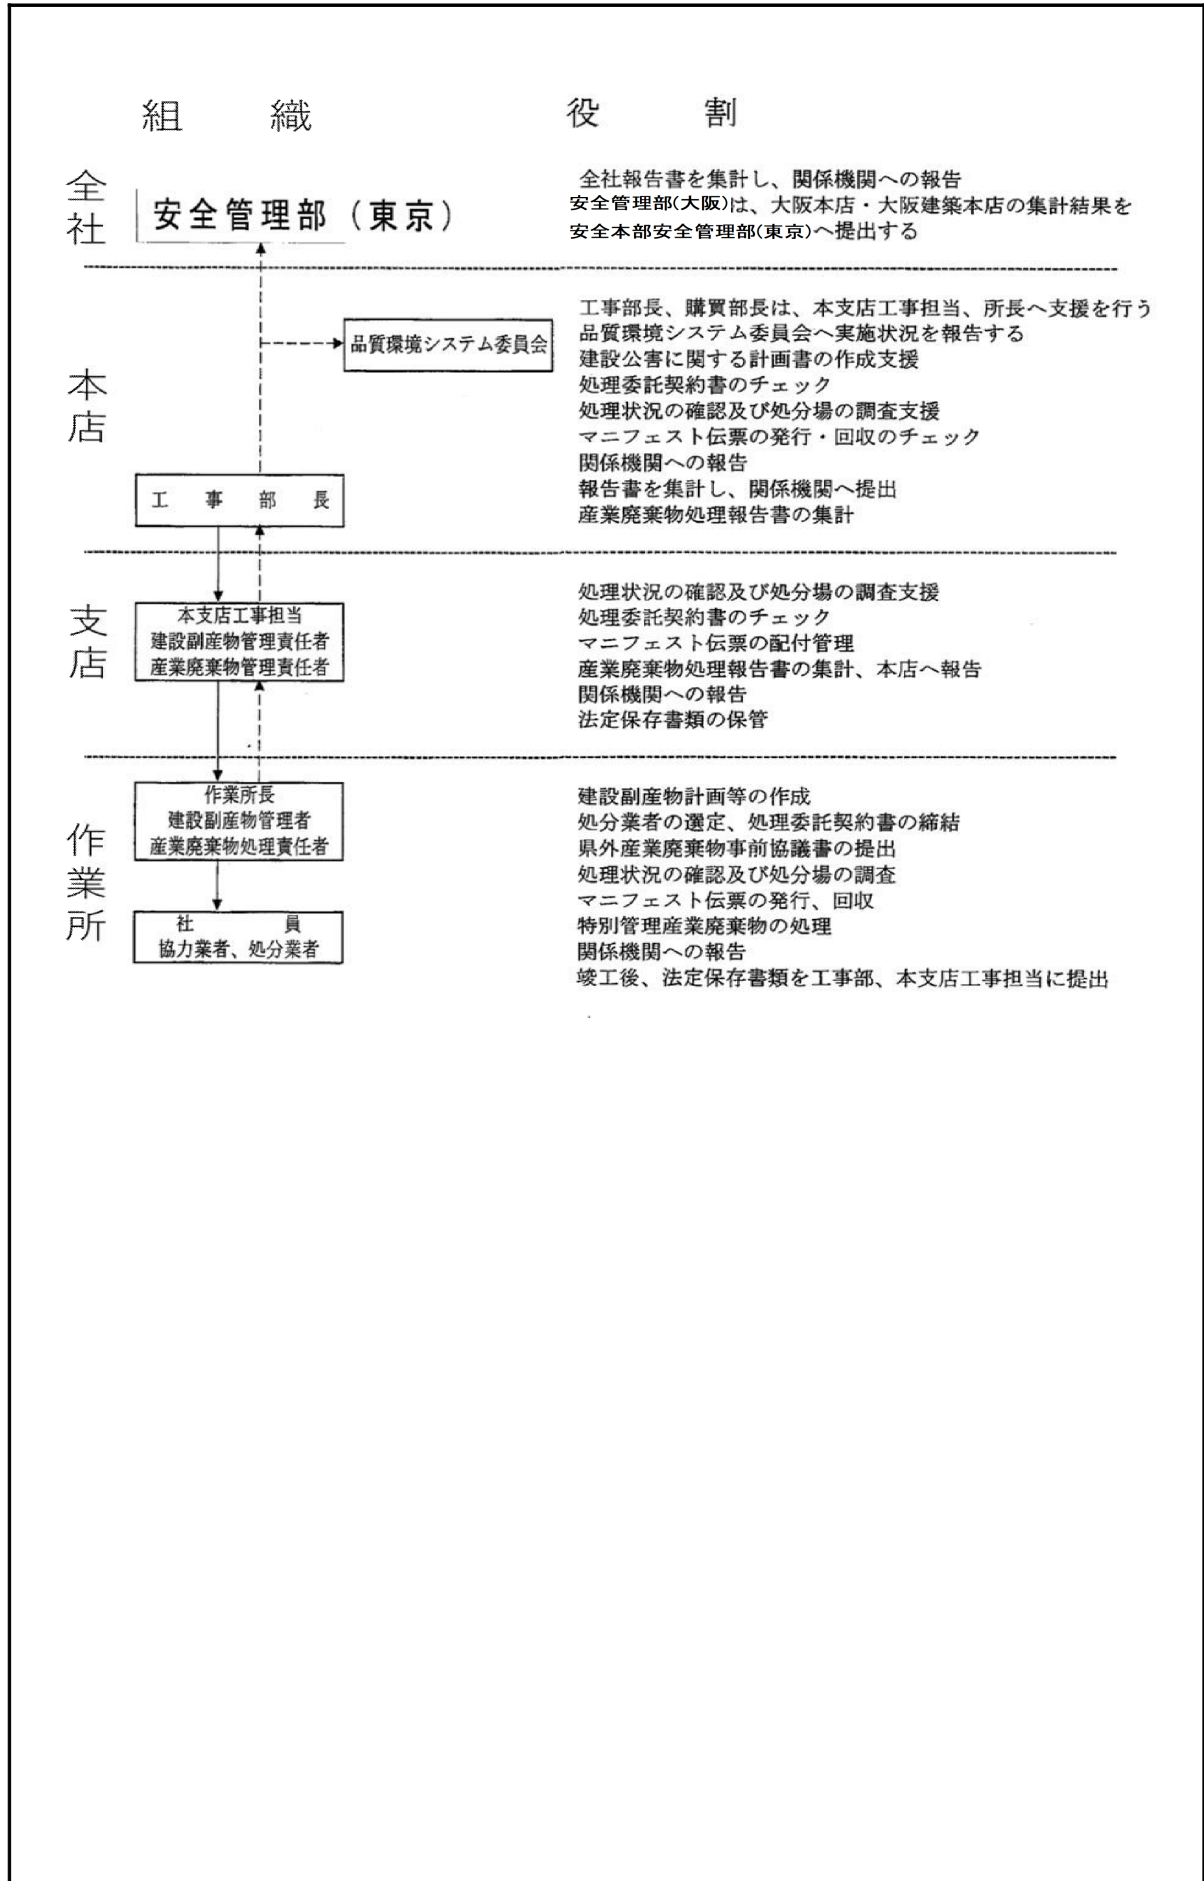 組織
役割
全社
安全管理部（東京）
全社報告書を集計し、関係機関への報告
安全管理部(大阪)は、大阪本店・大阪建築本店の集計結果を
安全本部安全管理部(東京)へ提出する
本店
品質環境システム委員会
工事部長
工事部長、購買部長は、本支店工事担当、所長へ支援を行う
品質環境システム委員会へ実施状況を報告する
建設公害に関する計画書の作成支援
処理委託契約書のチェック
処理状況の確認及び処分場の調査支援
マニフェスト伝票の発行・回収のチェック
関係機関への報告
報告書を集計し、関係機関へ提出
産業廃棄物処理報告書の集計
支店
本支店工事担当
建設副産物管理責任者
産業廃棄物管理責任者
処理状況の確認及び処分場の調査支援
処理委託契約書のチェック
マニフェスト伝票の配付管理
産業廃棄物処理報告書の集計、本店へ報告
関係機関への報告
法定保存書類の保管
作業所
作業所長
建設副産物管理者
産業廃棄物処理責任者
社員
協力業者、処分業者
建設副産物計画等の作成
処分業者の選定、処理委託契約書の締結
県外産業廃棄物事前協議書の提出
処理状況の確認及び処分場の調査
マニフェスト伝票の発行、回収
特別管理産業廃棄物の処理
関係機関への報告
竣工後、法定保存書類を工事部、本支店工事担当に提出